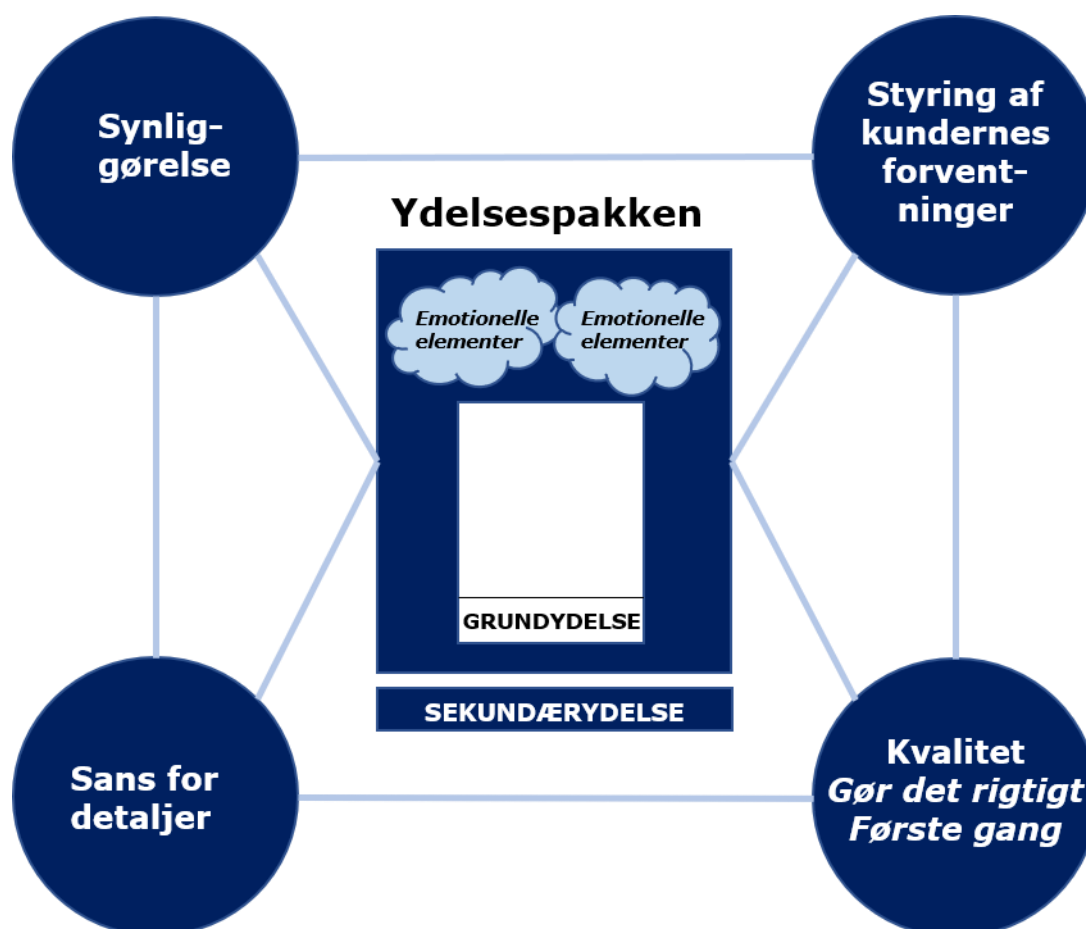 Synlig-
gørelse
Styring af
kundernes
forvent-
ninger
Ydelsespakken
Emotionelle
elementer
Emotionelle
elementer
GRUNDYDELSE
SEKUNDÆRYDELSE
Sans for
detaljer
Kvalitet
Gør det rigtigt
Første gang